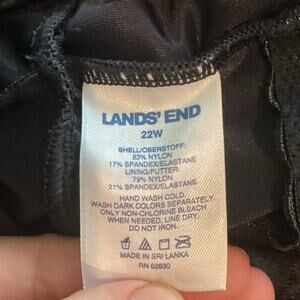 LANDS' END
22W
SHELL/OBERSTOFF:
83% NYLON
17% SPANDEX/ELASTANE
LINING/FUTTER:
79% NYLON
21% SPANDEX/ELASTANE
HAND WASH COLD.
WASH DARK COLORS SEPARATELY.
ONLY NON-CHLORINE BLEACH
WHEN NEEDED. LINE DRY.
DO NOT IRON.
MADE IN SRI LANKA
RN 62830